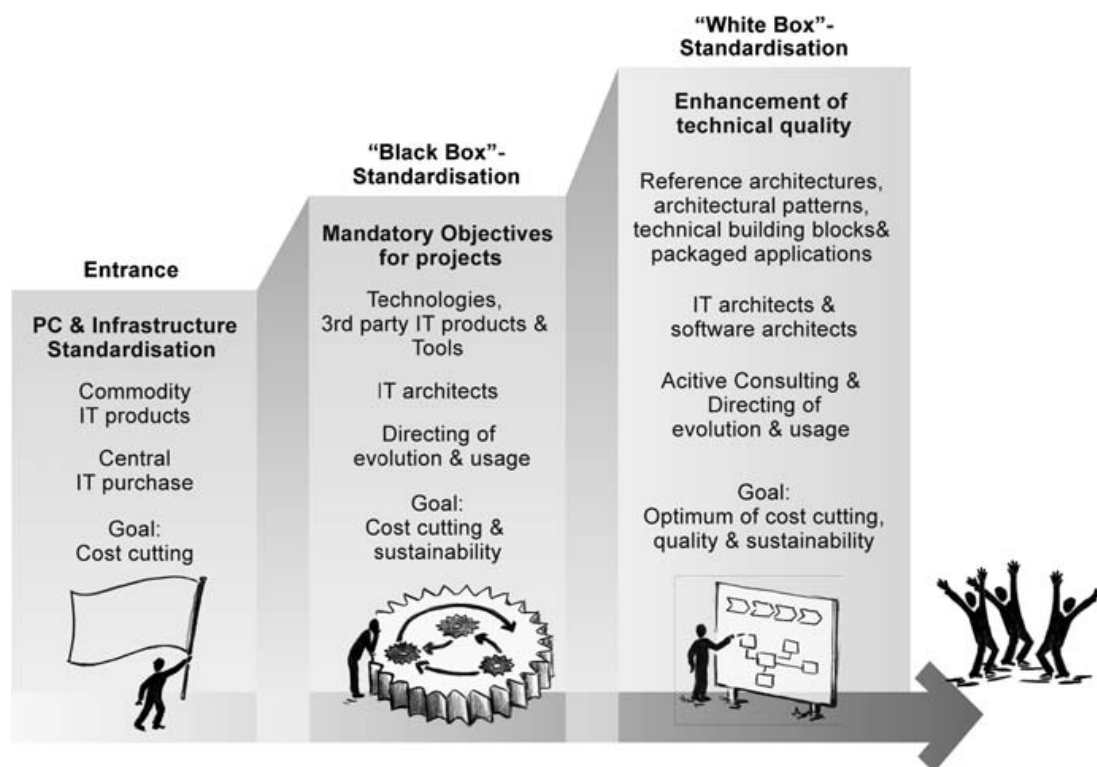 Entrance
PC & Infrastructure
Standardisation
Commodity
IT products
Central
IT purchase
Goal:
Cost cutting
“Black Box”-
Standardisation
Mandatory Objectives
for projects
Technologies,
3rd party IT products &
Tools
IT architects
Directing of
evolution & usage
Goal:
Cost cutting &
sustainability
“White Box”-
Standardisation
Enhancement of
technical quality
Reference architectures,
architectural patterns,
technical building blocks&
packaged applications
IT architects &
software architects
Acitive Consulting &
Directing of
evolution & usage
Goal:
Optimum of cost cutting,
quality & sustainability